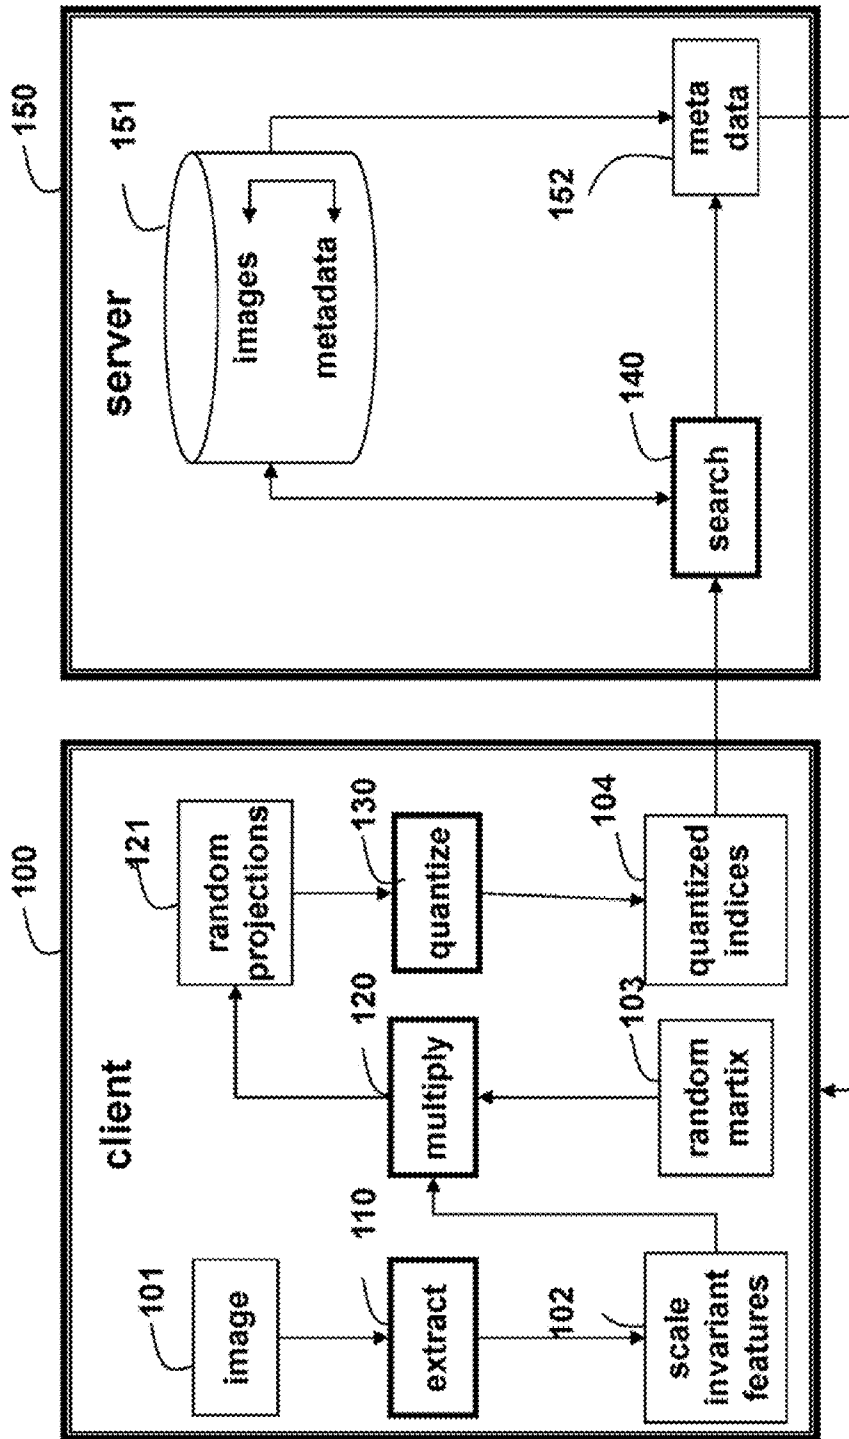 100
client
101
image
110
extract
102
scale
invariant
features
120
multiply
103
random
martix
121
random
projections
130
quantize
104
quantized
indices
150
server
151
images
metadata
140
search
152
meta
data